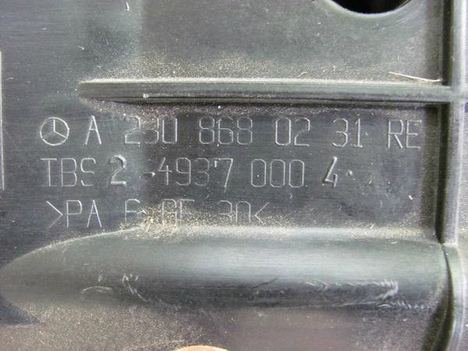 A 230 868 02 31 RE
TBS 2 4937 000 4
>PA 6 GF 30<